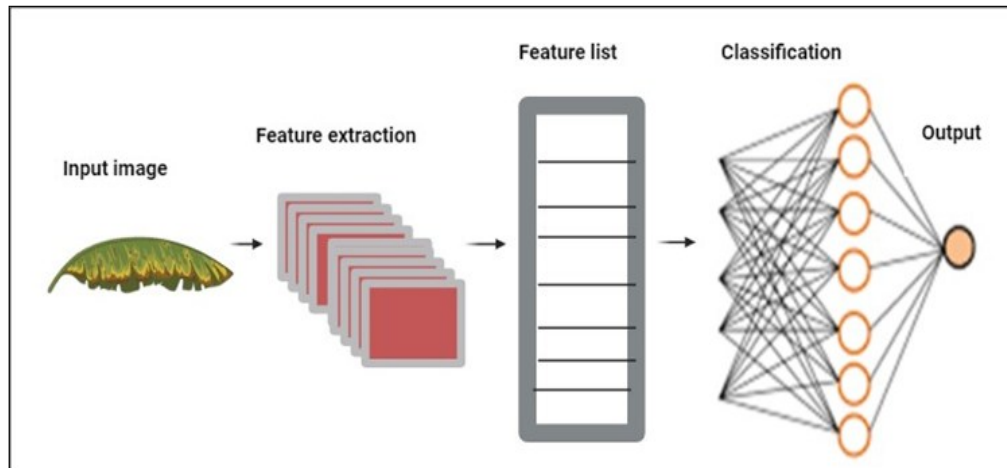 Input image
Feature extraction
Feature list
Classification
Output